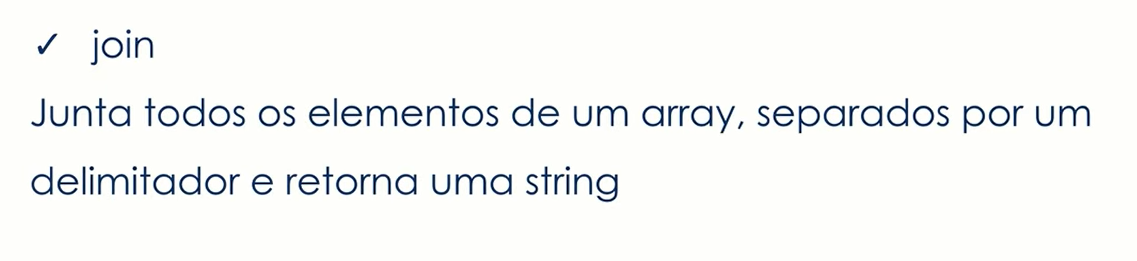 ✓ join
Junta todos os elementos de um array, separados por um
delimitador e retorna uma string